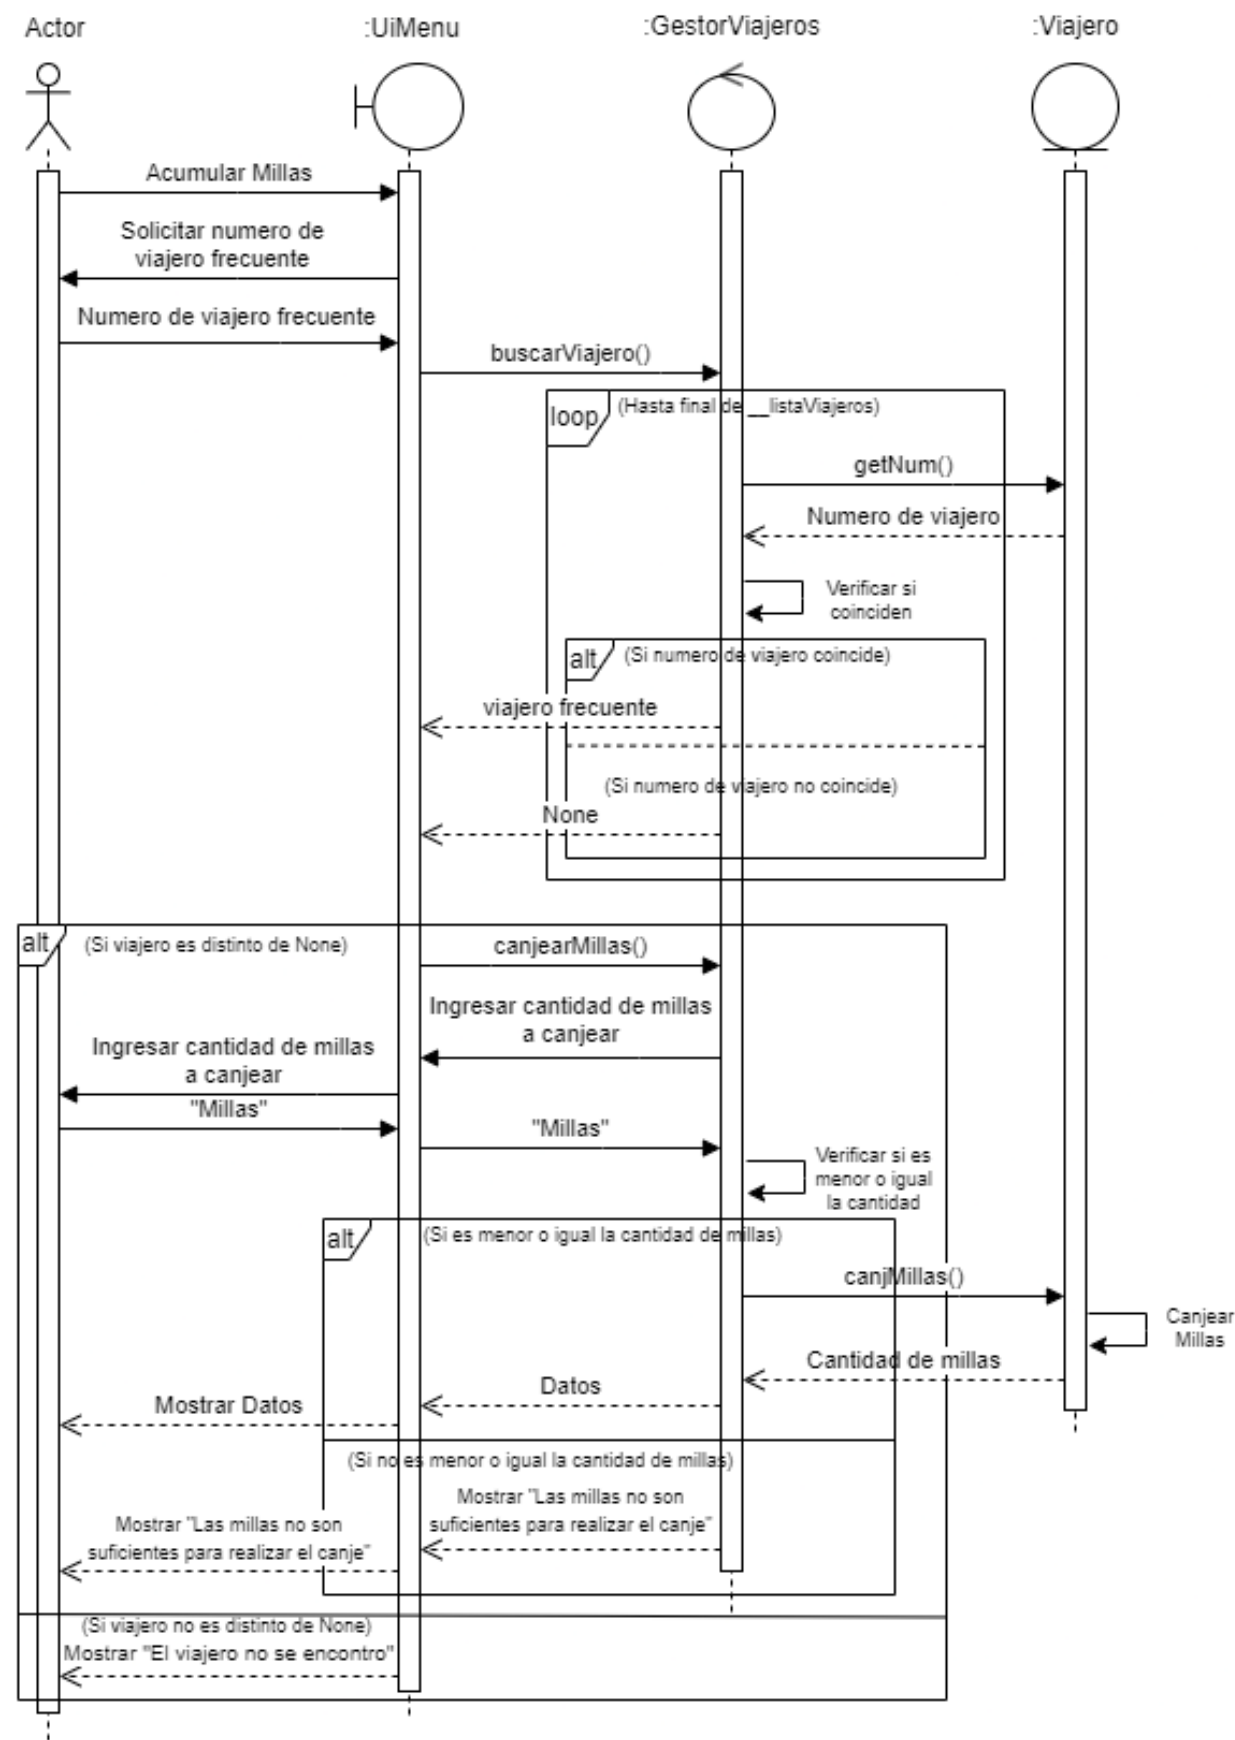 Actor
:UiMenu
:GestorViajeros
:Viajero
Acumular Millas
Solicitar numero de
viajero frecuente
Numero de viajero frecuente
buscarViajero()
loop
(Hasta final de __listaViajeros)
getNum()
Numero de viajero
Verificar si
coinciden
alt
(Si numero de viajero coincide)
viajero frecuente
(Si numero de viajero no coincide)
None
alt
(Si viajero es distinto de None)
canjearMillas()
Ingresar cantidad de millas
a canjear
Ingresar cantidad de millas
a canjear
"Millas"
"Millas"
Verificar si es
menor o igual
la cantidad
alt
(Si es menor o igual la cantidad de millas)
canjMillas()
Canjear
Millas
Cantidad de millas
Datos
Mostrar Datos
(Si no es menor o igual la cantidad de millas)
Mostrar "Las millas no son
suficientes para realizar el canje"
Mostrar "Las millas no son
suficientes para realizar el canje"
(Si viajero no es distinto de None)
Mostrar "El viajero no se encontro"